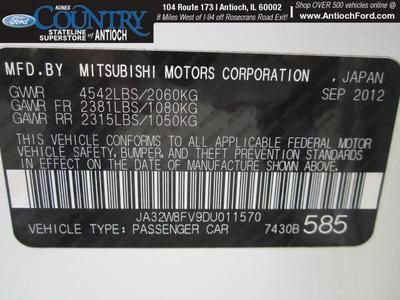 Ford
KUNES
COUNTRY
STATELINE
SUPERSTORE of ANTIOCH
104 Route 173 I Antioch, IL 60002
8 Miles West of I-94 off Rosecrans Road Exit!
Shop OVER 500 vehicles online at
www.AntiochFord.com
MFD.BY MITSUBISHI MOTORS CORPORATION . JAPAN
GVWR 4542LBS/2060KG SEP 2012
GAWR FR 2381LBS/1080KG
GAWR RR 2315LBS/1050KG
THIS VEHICLE CONFORMS TO ALL APPLICABLE FEDERAL MOTOR
VEHICLE SAFETY,BUMPER,AND THEFT PREVENTION
STANDARDS IN EFFECT ON THE DATE OF MANUFACTURE SHOWN ABOVE.
JA32W8FV9DU011570
VEHICLE TYPE: PASSENGER CAR 7430B 585